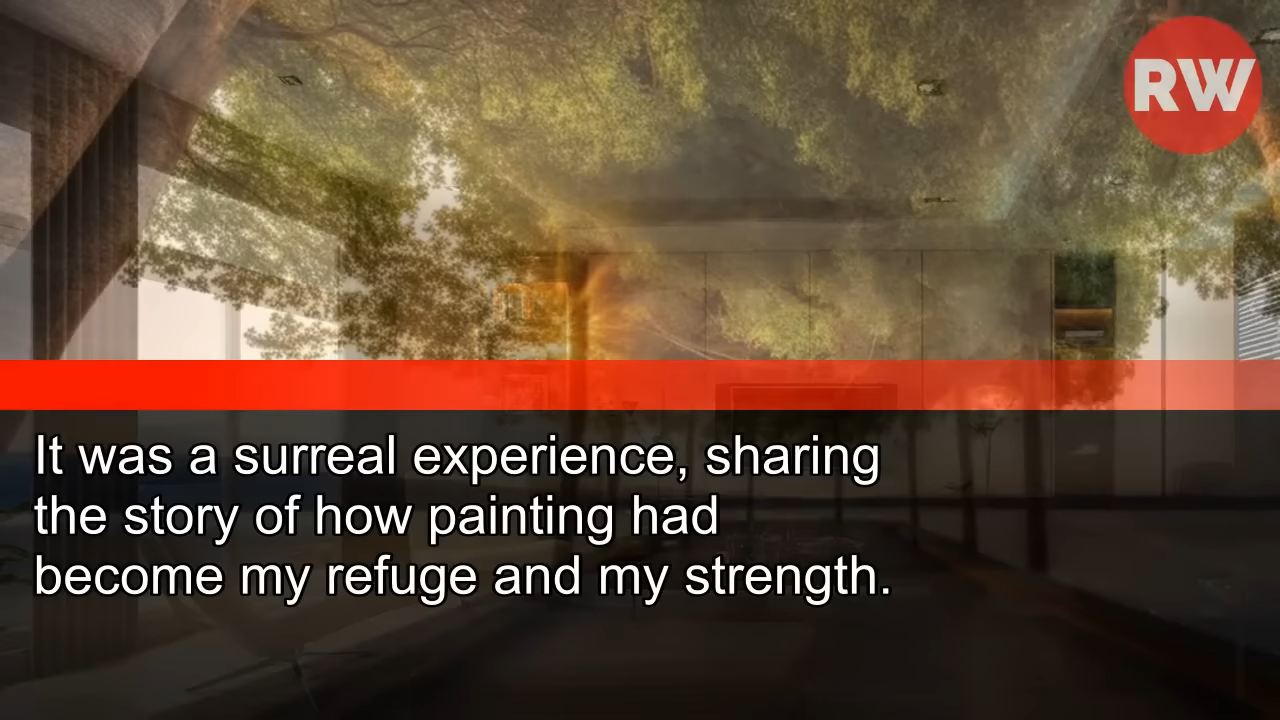 RW
It was a surreal experience, sharing
the story of how painting had
become my refuge and my strength.